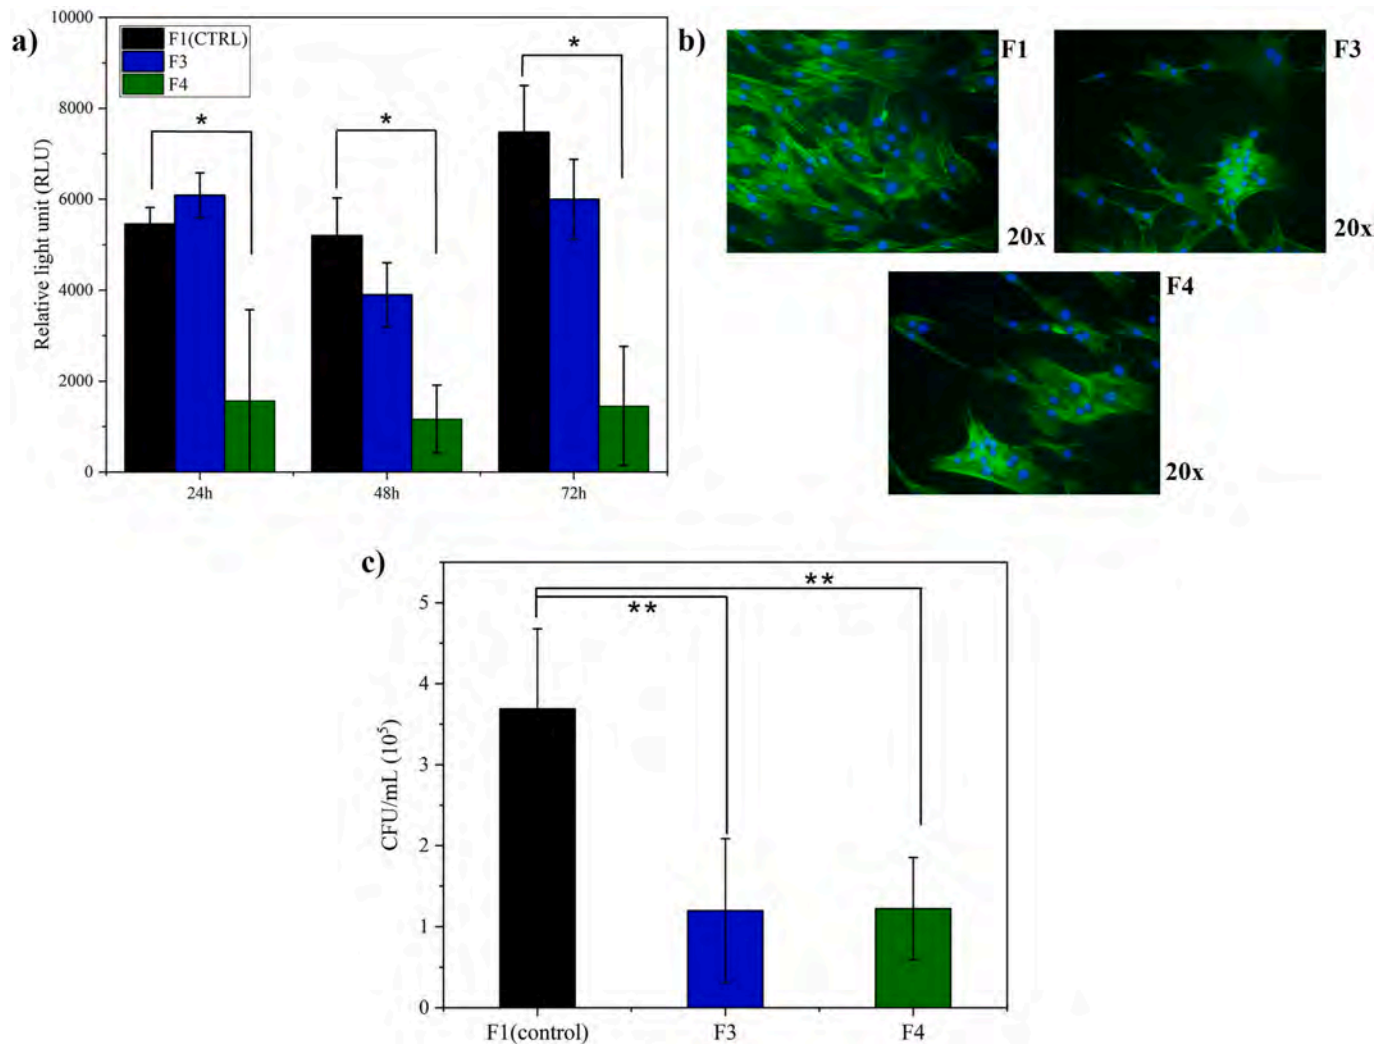 a)
10000
8000
6000
4000
2000
0
Relative light unit (RLU)
F1(CTRL)
F3
F4
*
*
*
24h
48h
72h
b)
F1
20x
F3
20x
F4
20x
c)
5
4
3
2
1
0
CFU/mL (10⁵)
**
**
F1(control)
F3
F4